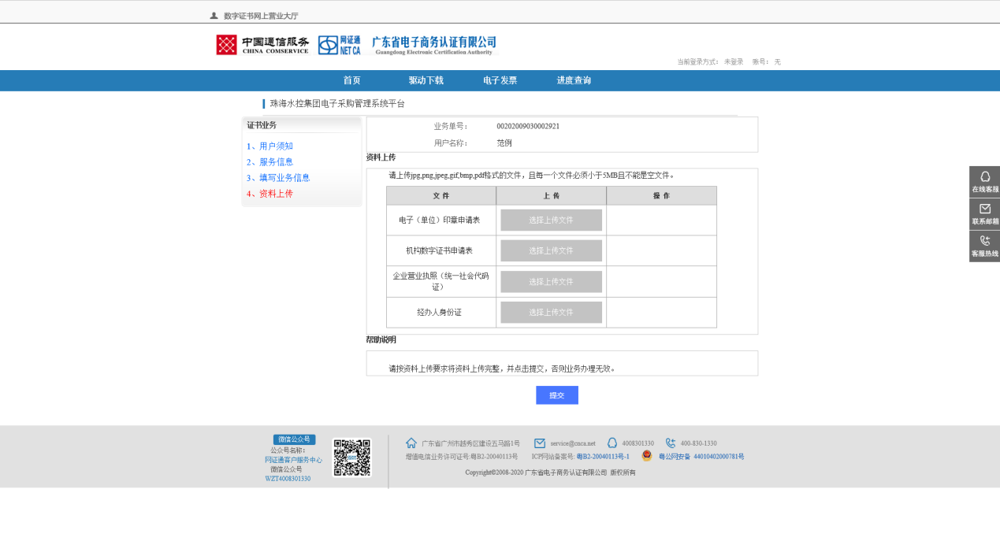 数字证书网上营业大厅
中国通信服务
CHINA COMSERVICE
网证通
NETCA
广东省电子商务认证有限公司
Guangdong Electronic Certification Authority
当前登录方式： 未登录 账号： 无
首页 驱动下载 电子发票 进度查询
珠海水控集团电子采购管理系统平台
证书业务
1、用户须知
2、服务信息
3、填写业务信息
4、资料上传
业务单号： 00202009030002921
用户名称： 范例
资料上传
请上传jpg,png,jpeg,gif,bmp,pdf格式的文件，且每一个文件必须小于5MB且不能是空文件。
文 件 上 传 操 作
电子（单位）印章申请表 选择上传文件
机构数字证书申请表 选择上传文件
企业营业执照（统一社会代码证） 选择上传文件
经办人身份证 选择上传文件
帮助说明
请按资料上传要求将资料上传完整，并点击提交，否则业务办理无效。
提交
在线客服
联系邮箱
客服热线
微信公众号
公众号名称：
网证通客户服务中心
微信公众号
WZT4008301330
广东省广州市越秀区建设五马路1号 service@cnca.net 4008301330 400-830-1330
增值电信业务许可证号:粤B2-20040113号 ICP网站备案号: 粤B2-20040113号-1 粤公网安备 44010402000781号
Copyright©2008-2020 广东省电子商务认证有限公司 版权所有